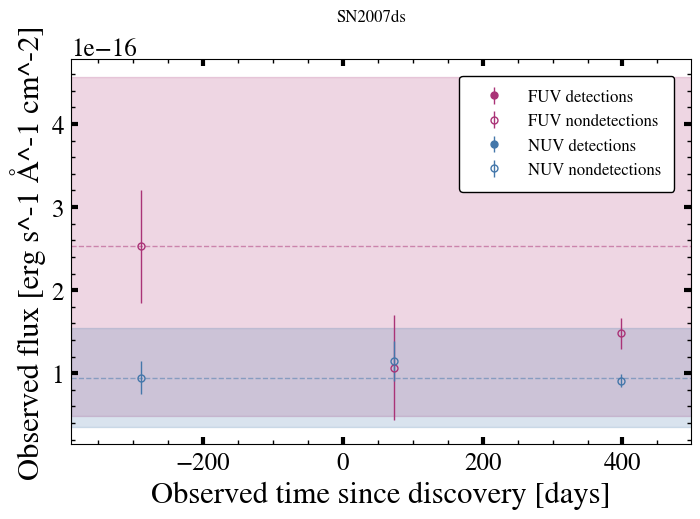 SN2007ds
1e−16
Observed flux [erg s^-1 Å^-1 cm^-2]
4
3
2
1
FUV detections
FUV nondetections
NUV detections
NUV nondetections
−200
0
200
400
Observed time since discovery [days]